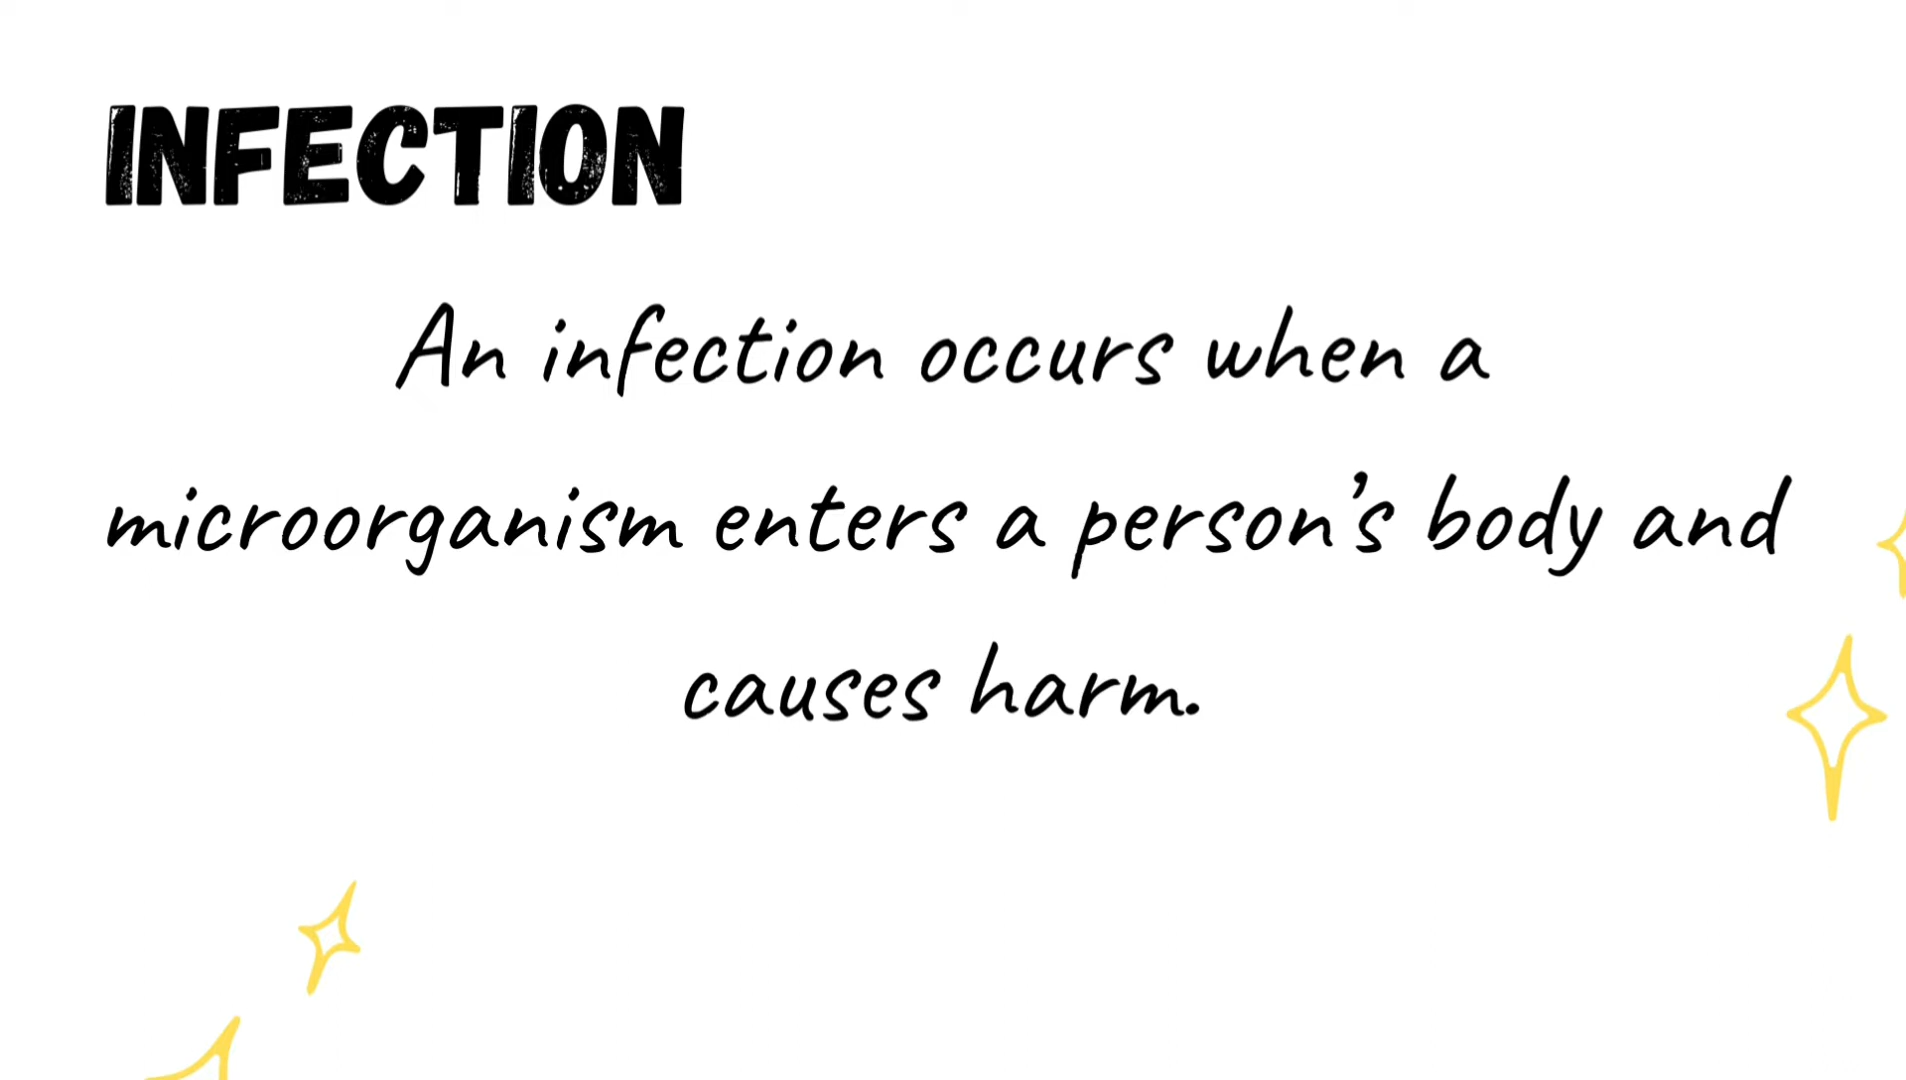 INFECTION
An infection occurs when a
microorganism enters a person’s body and
causes harm.